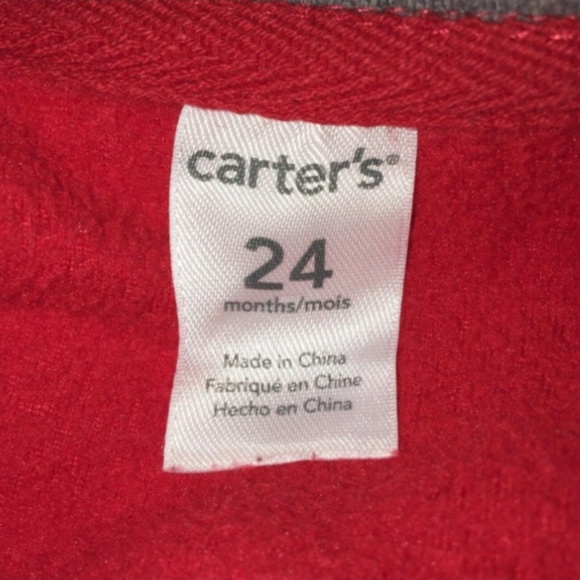 carter's®
24
months/mois
Made in China
Fabriqué en Chine
Hecho en China